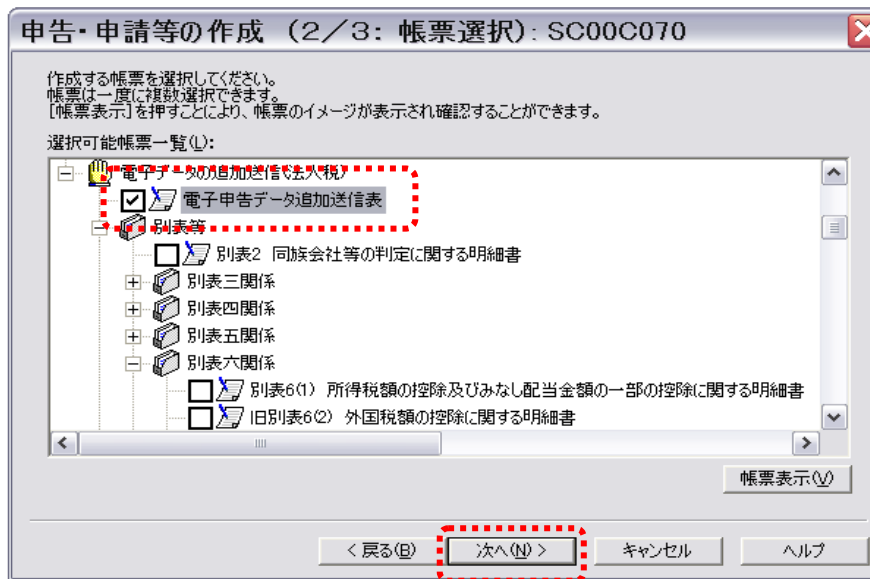 申告・申請等の作成 (2/3: 帳票選択): SC00C070
作成する帳票を選択してください。
帳票は一度に複数選択できます。
[帳票表示]を押すことにより、帳票のイメージが表示され確認することができます。
選択可能帳票一覧(L):
電子データの追加送信(法人税)
電子申告データ追加送信表
別表等
別表2 同族会社等の判定に関する明細書
別表三関係
別表四関係
別表五関係
別表六関係
別表6(1) 所得税額の控除及びみなし配当金額の一部の控除に関する明細書
旧別表6(2) 外国税額の控除に関する明細書
帳票表示(V)
< 戻る(B)
次へ(N) >
キャンセル
ヘルプ